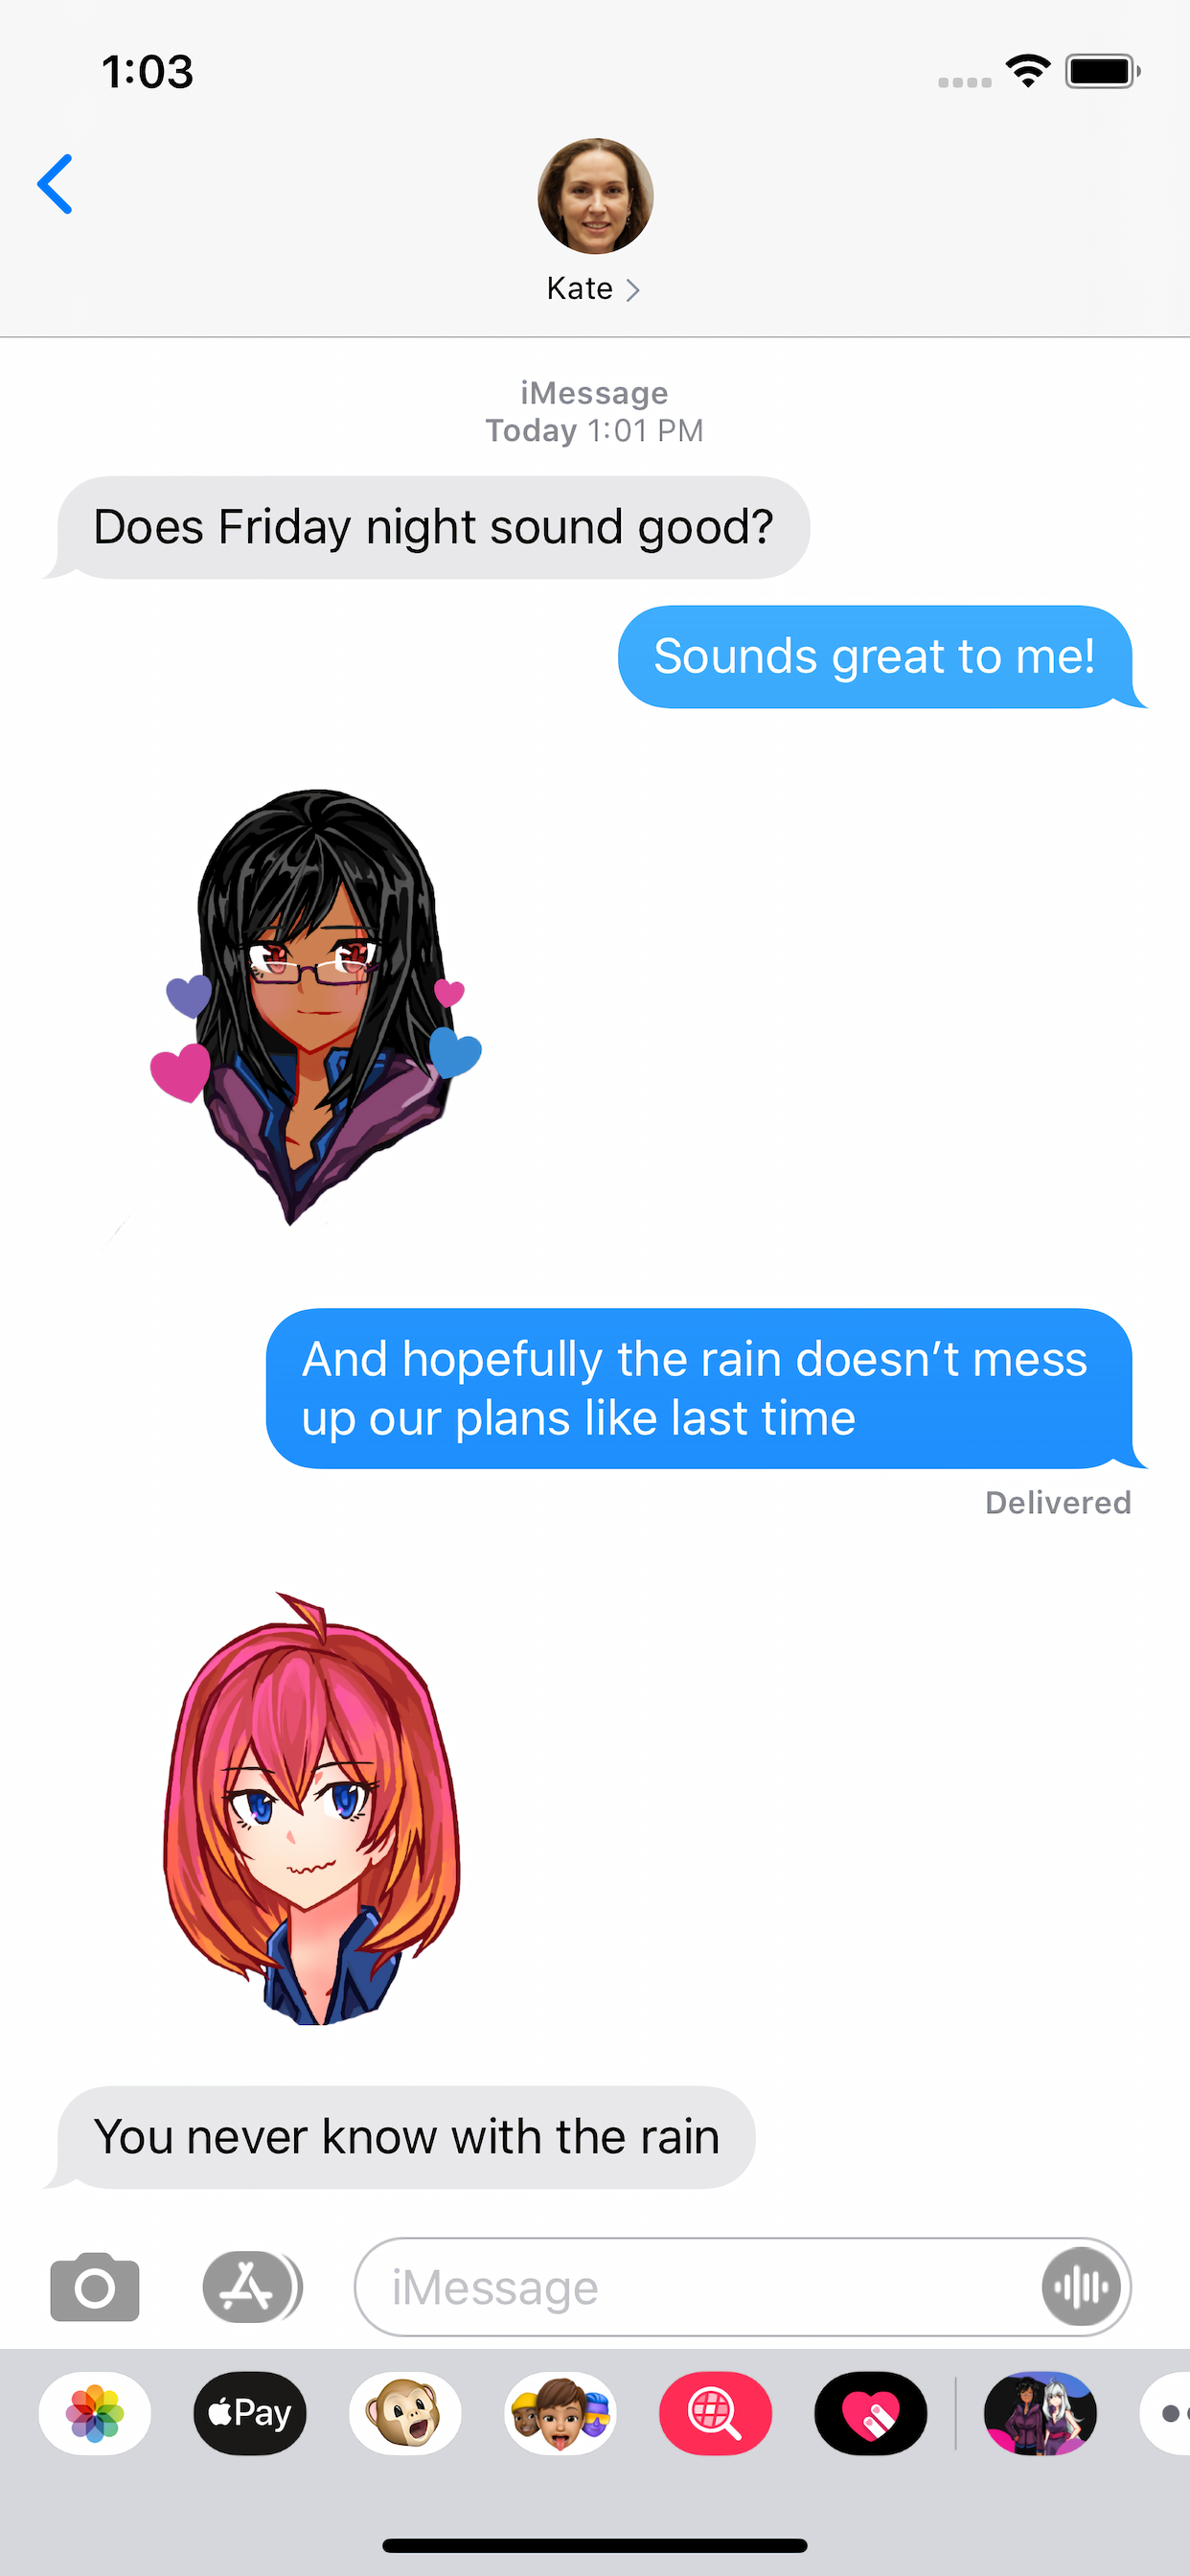 1:03
Kate
iMessage
Today 1:01 PM
Does Friday night sound good?
Sounds great to me!
And hopefully the rain doesn’t mess
up our plans like last time
Delivered
You never know with the rain
iMessage
Pay